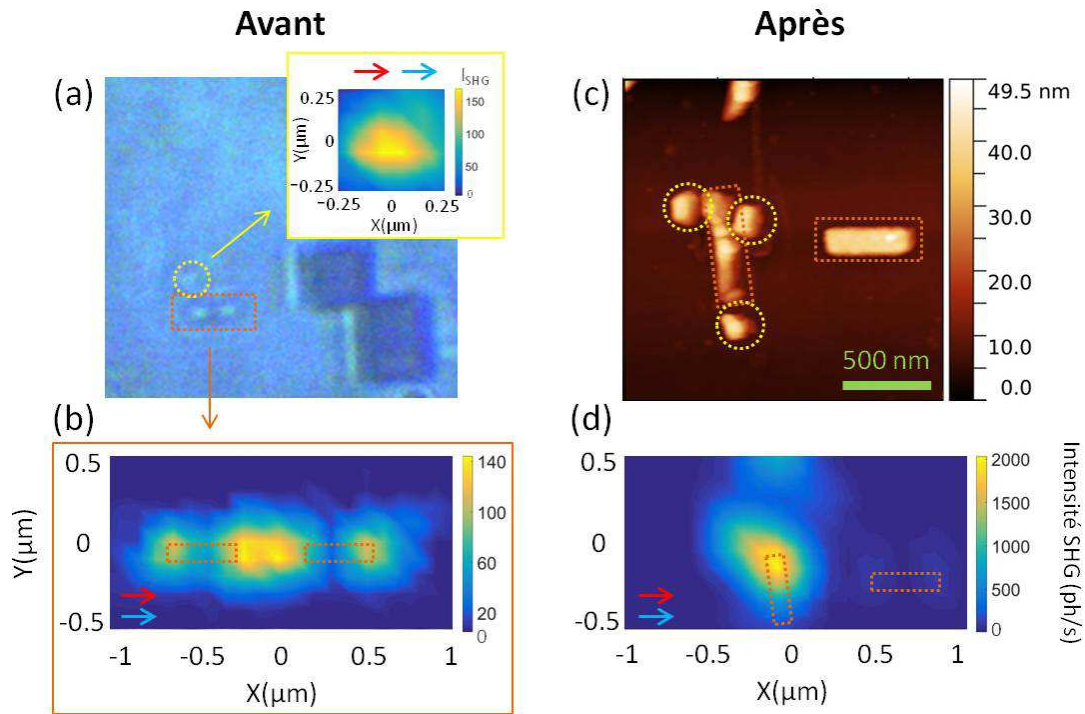 Avant
Après
(a)
I_SHG
0.30
0
-0.25
Y(µm)
-0.25 0 0.25
X(µm)
150
100
50
0
(c)
500 nm
49.5 nm
40.0
30.0
20.0
10.0
0.0
(b)
0.5
0
-0.5
Y(µm)
-1 -0.5 0 0.5 1
X(µm)
140
100
60
20
0
(d)
0.5
0
-0.5
-1 -0.5 0 0.5 1
X(µm)
2000
1500
1000
500
0
Intensité SHG (ph/s)